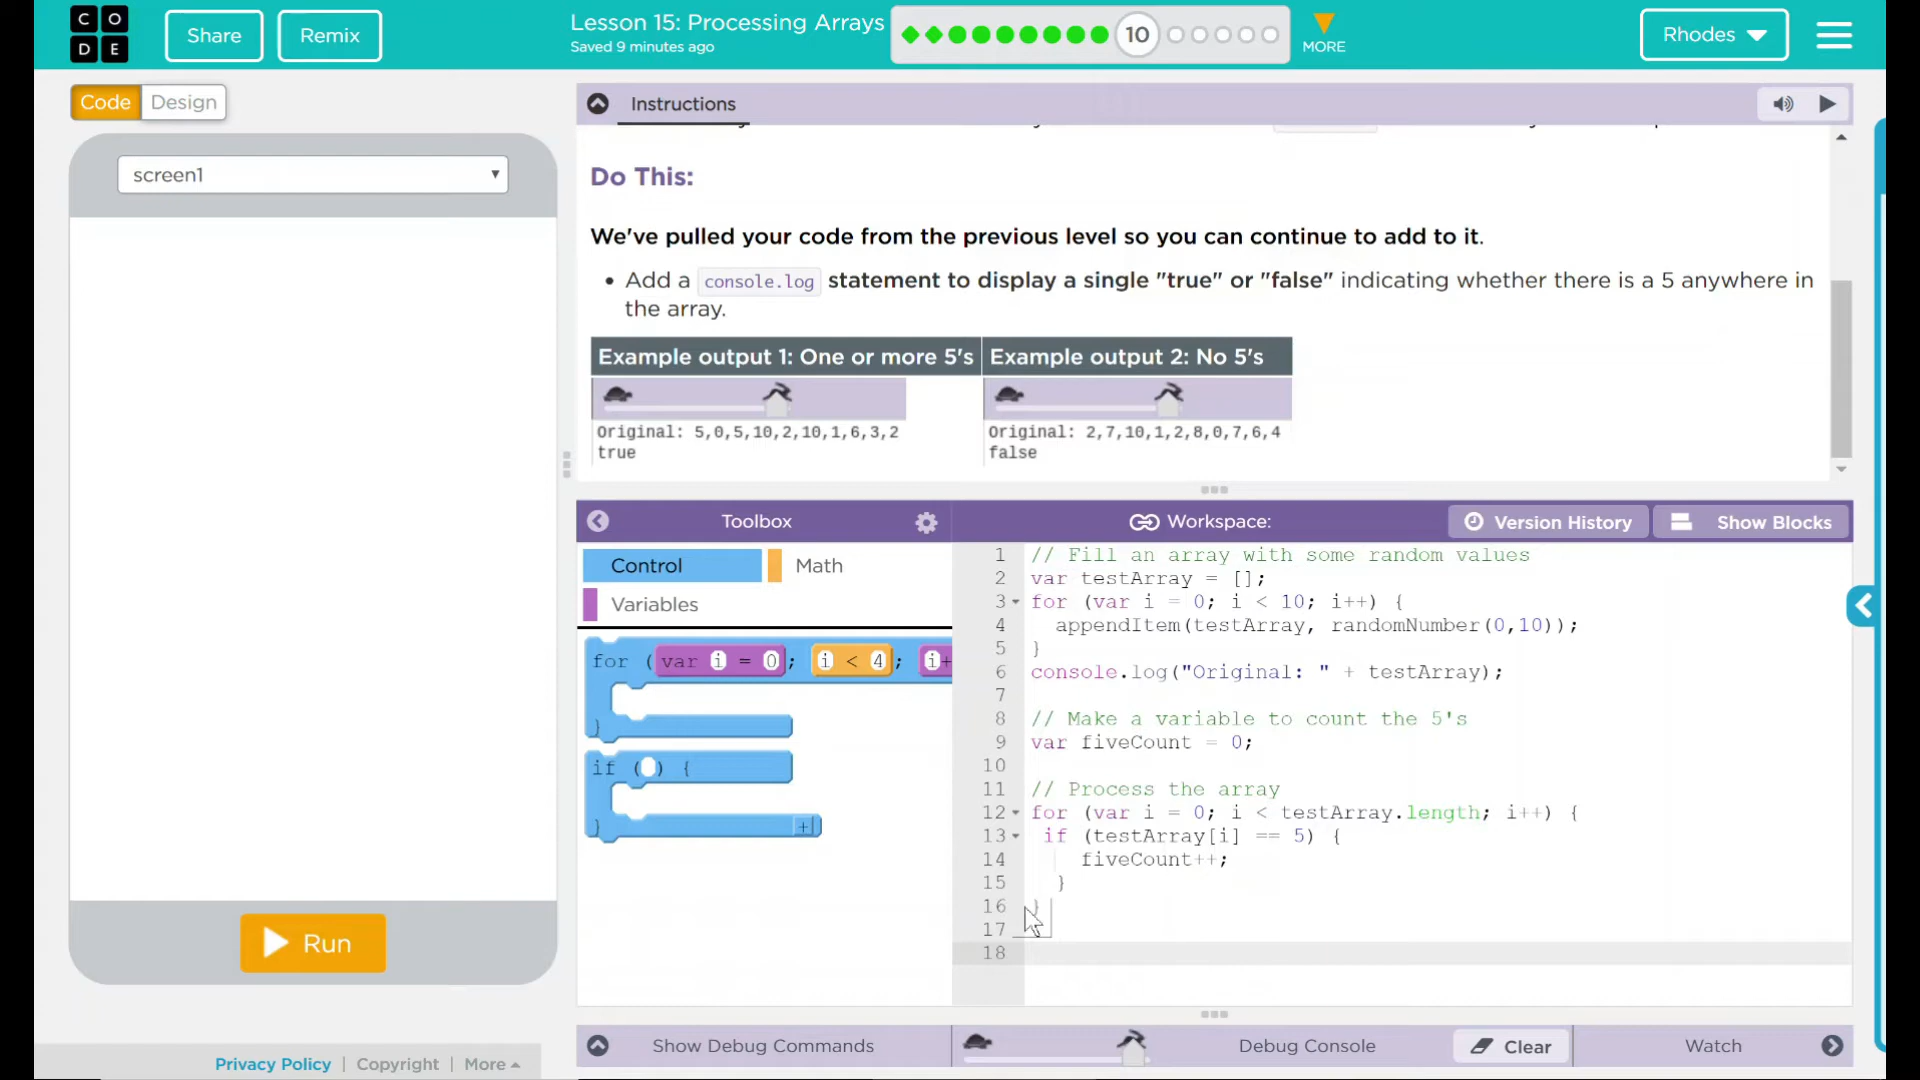 CODE
Share
Remix
Lesson 15: Processing Arrays
Saved 9 minutes ago
10
MORE
Rhodes
Code
Design
Instructions
screen1
Do This:
We've pulled your code from the previous level so you can continue to add to it.
Add a console.log statement to display a single "true" or "false" indicating whether there is a 5 anywhere in
the array.
Example output 1: One or more 5's
Example output 2: No 5's
Original: 5,0,5,10,2,10,1,6,3,2
true
Original: 2,7,10,1,2,8,0,7,6,4
false
Toolbox
Workspace:
Version History
Show Blocks
Control
Math
Variables
for (var i = 0; i < 4; i+
}
if () {
} +
1 // Fill an array with some random values
2 var testArray = [];
3 for (var i = 0; i < 10; i++) {
4 appendItem(testArray, randomNumber(0,10));
5 }
6 console.log("Original: " + testArray);
7
8 // Make a variable to count the 5's
9 var fiveCount = 0;
10
11 // Process the array
12 for (var i = 0; i < testArray.length; i++) {
13 if (testArray[i] == 5) {
14 fiveCount++;
15 }
16 }
17
18
Run
Show Debug Commands
Debug Console
Clear
Watch
Privacy Policy | Copyright | More